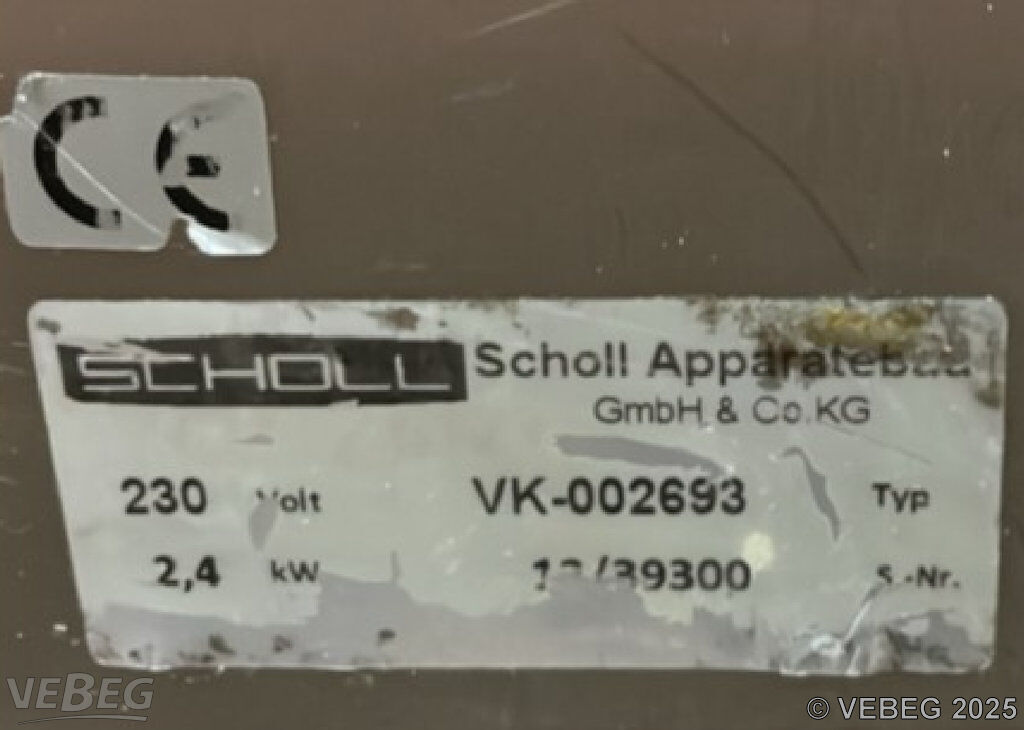 CE
SCHOLL Scholl Apparatebau
GmbH & Co.KG
230 Volt VK-002693 Typ
2,4 kW /39300 S.-Nr.
VEBEG
© VEBEG 2025